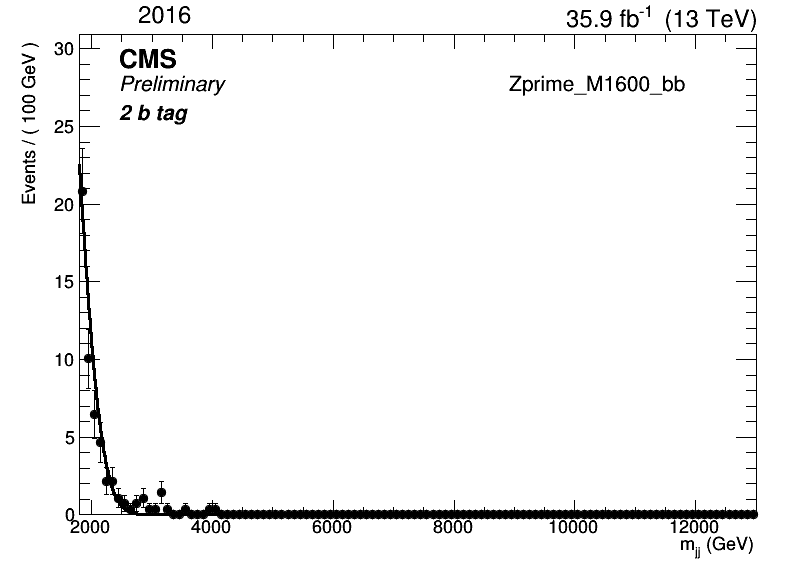 2016
35.9 fb⁻¹ (13 TeV)
CMS
Preliminary
2 b tag
Zprime_M1600_bb
Events / ( 100 GeV )
30
25
20
15
10
5
0
2000 4000 6000 8000 10000 12000
m_jj (GeV)